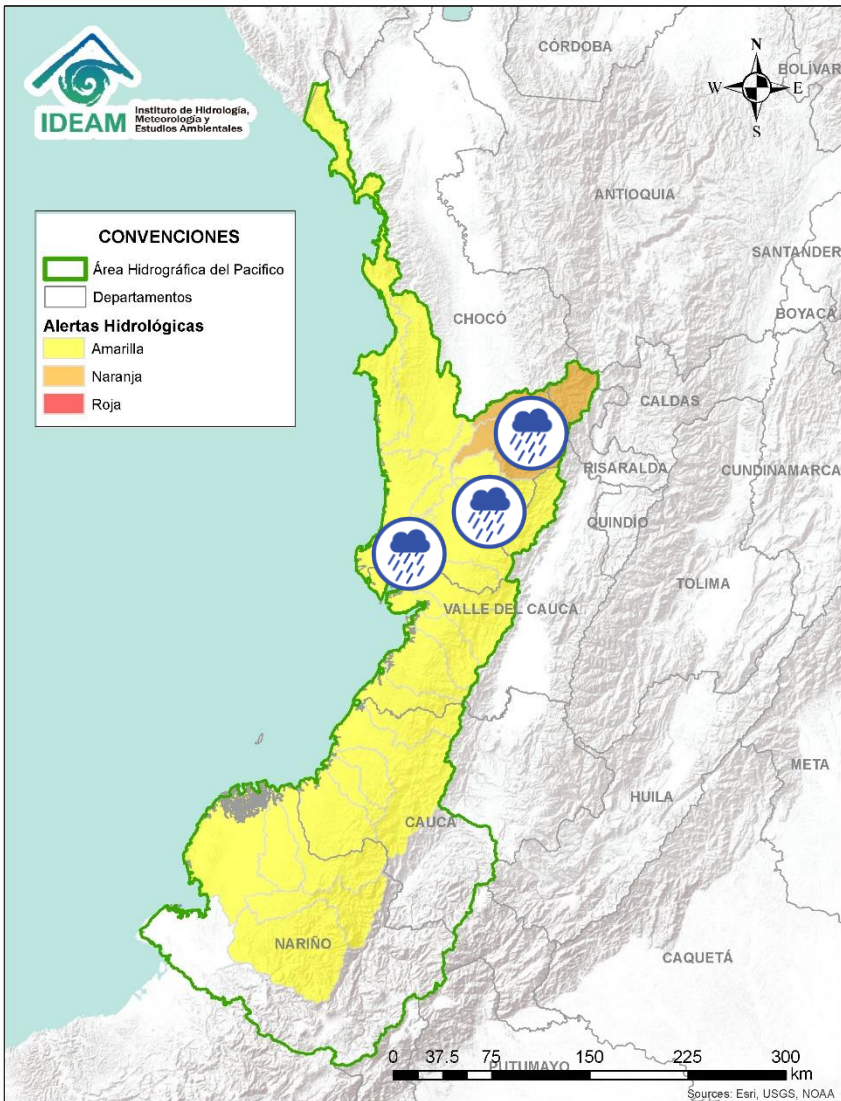 IDEAM
Instituto de Hidrología,
Meteorología y
Estudios Ambientales
N
W
E
S
CONVENCIONES
Área Hidrográfica del Pacifico
Departamentos
Alertas Hidrológicas
Amarilla
Naranja
Roja
CÓRDOBA
BOLÍVAR
ANTIOQUIA
SANTANDER
BOYACÁ
CHOCÓ
CALDAS
RISARALDA
CUNDINAMARCA
QUINDÍO
TOLIMA
VALLE DEL CAUCA
META
HUILA
CAUCA
NARIÑO
CAQUETÁ
PUTUMAYO
0 37.5 75 150 225 300
km
Sources: Esri, USGS, NOAA